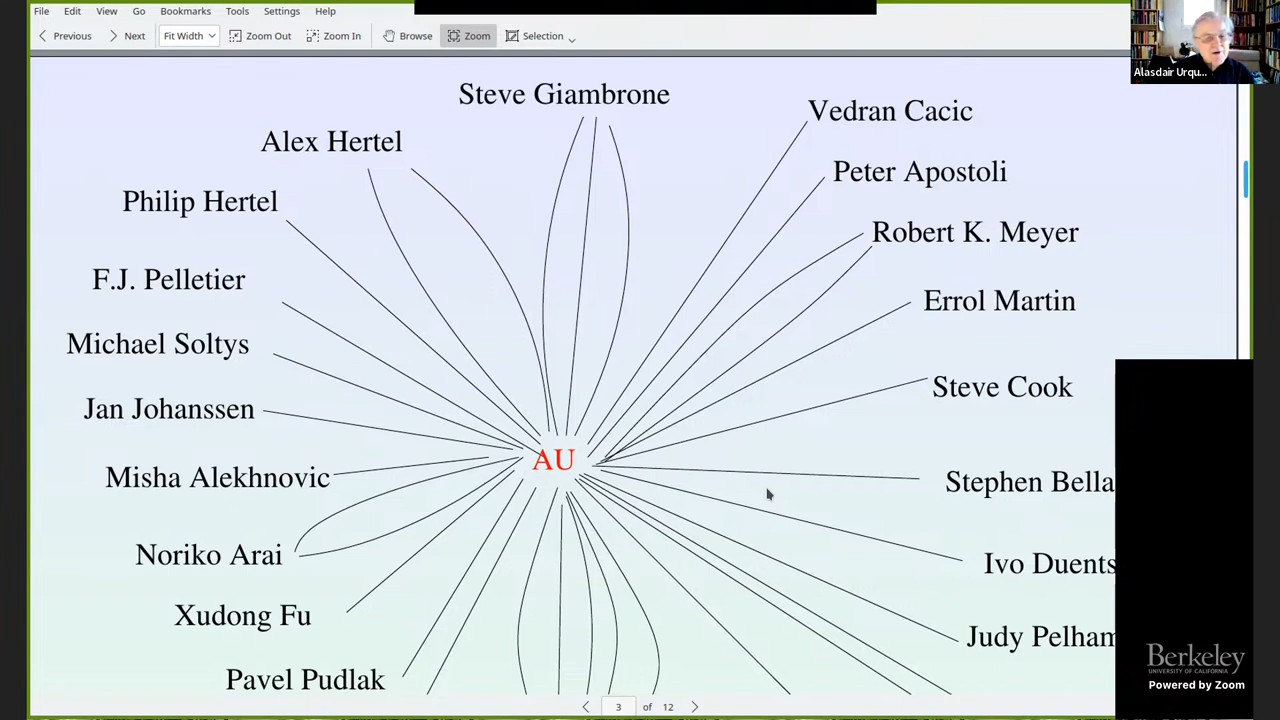 File Edit View Go Bookmarks Tools Settings Help
Previous Next Fit Width Zoom Out Zoom In Browse Zoom Selection
Alasdair Urqu...
Steve Giambrone
Vedran Cacic
Alex Hertel
Peter Apostoli
Philip Hertel
Robert K. Meyer
F.J. Pelletier
Errol Martin
Michael Soltys
Steve Cook
Jan Johanssen
AU
Misha Alekhnovic
Stephen Bella
Noriko Arai
Ivo Duents
Xudong Fu
Judy Pelham
Pavel Pudlak
Berkeley
UNIVERSITY OF CALIFORNIA
Powered by Zoom
3 of 12